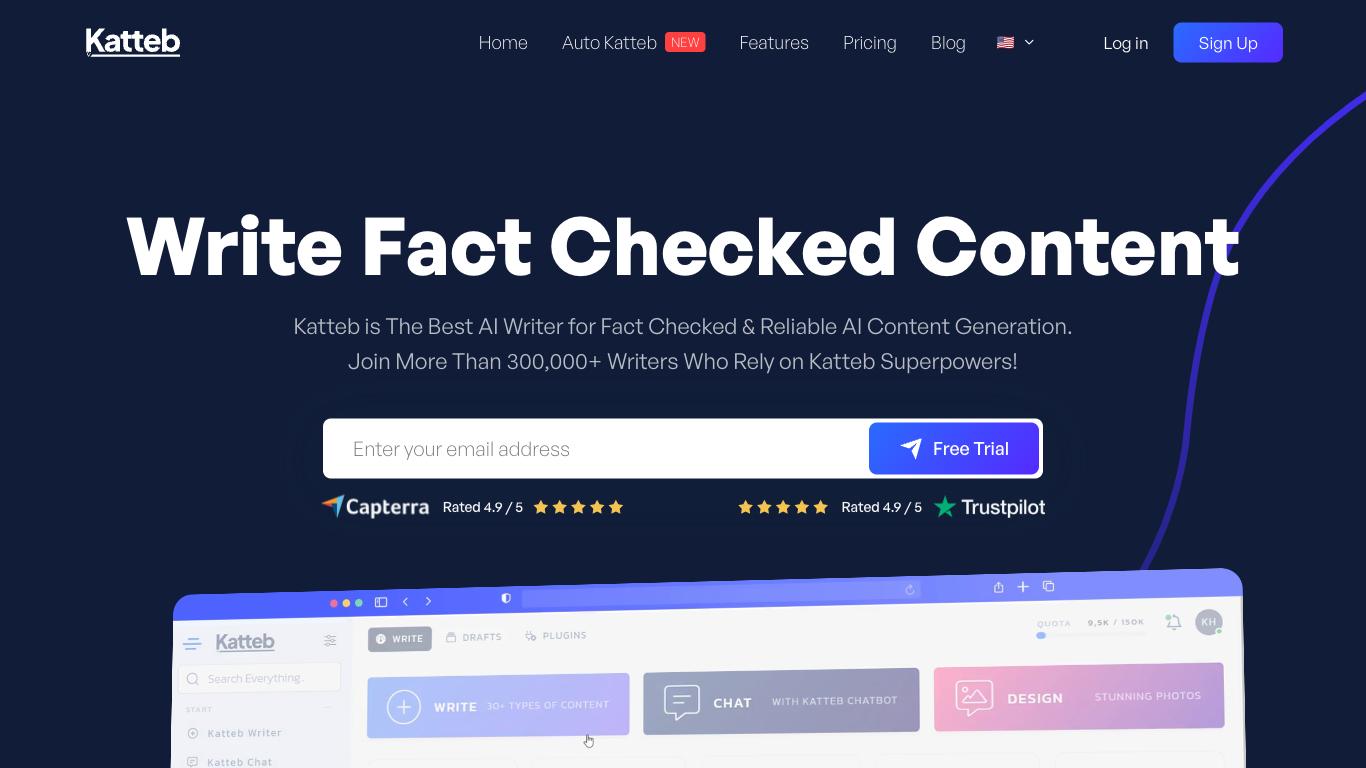 Katteb
Home
Auto Katteb NEW
Features
Pricing
Blog
Log in
Sign Up
Write Fact Checked Content
Katteb is The Best AI Writer for Fact Checked & Reliable AI Content Generation.
Join More Than 300,000+ Writers Who Rely on Katteb Superpowers!
Enter your email address
Free Trial
Capterra Rated 4.9 / 5
Rated 4.9 / 5 Trustpilot
Katteb
WRITE
DRAFTS
PLUGINS
QUOTA 9,5K / 150K
KH
Search Everything.
WRITE 30+ TYPES OF CONTENT
CHAT WITH KATTEB CHATBOT
DESIGN STUNNING PHOTOS
START
Katteb Writer
Katteb Chat